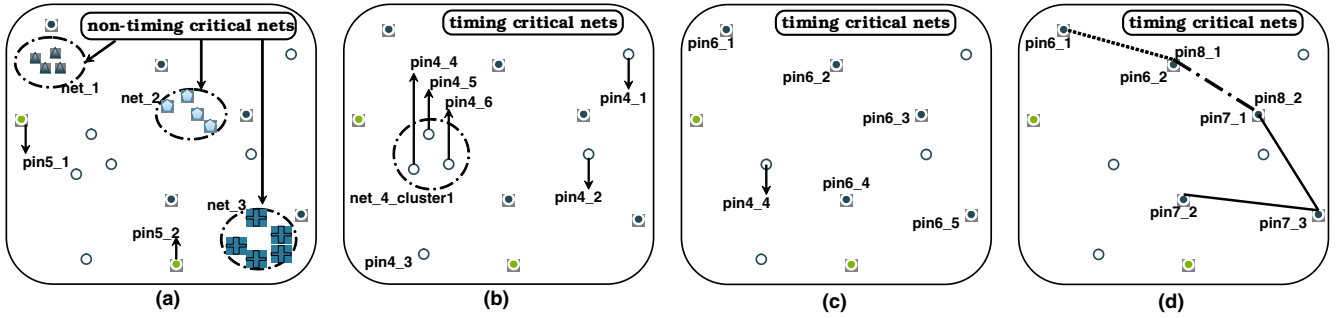 non-timing critical nets
net_1
net_2
pin5_1
net_3
pin5_2
(a)
timing critical nets
pin4_4
pin4_5
pin4_6
pin4_1
net_4_cluster1
pin4_2
pin4_3
(b)
timing critical nets
pin6_1
pin6_2
pin6_3
pin6_4
pin4_4
pin6_5
(c)
timing critical nets
pin6_1
pin8_1
pin6_2
pin8_2
pin7_1
pin7_2
pin7_3
(d)